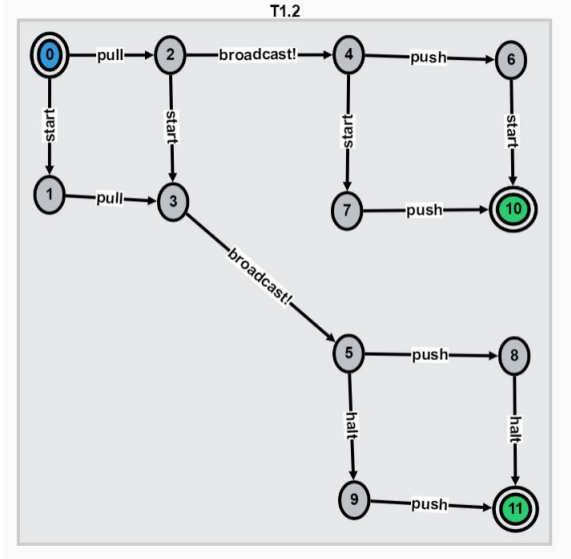 T1.2
0
pull
2
broadcast!
4
push
6
start
start
start
start
1
pull
3
7
push
10
broadcast!
5
push
8
halt
halt
9
push
11